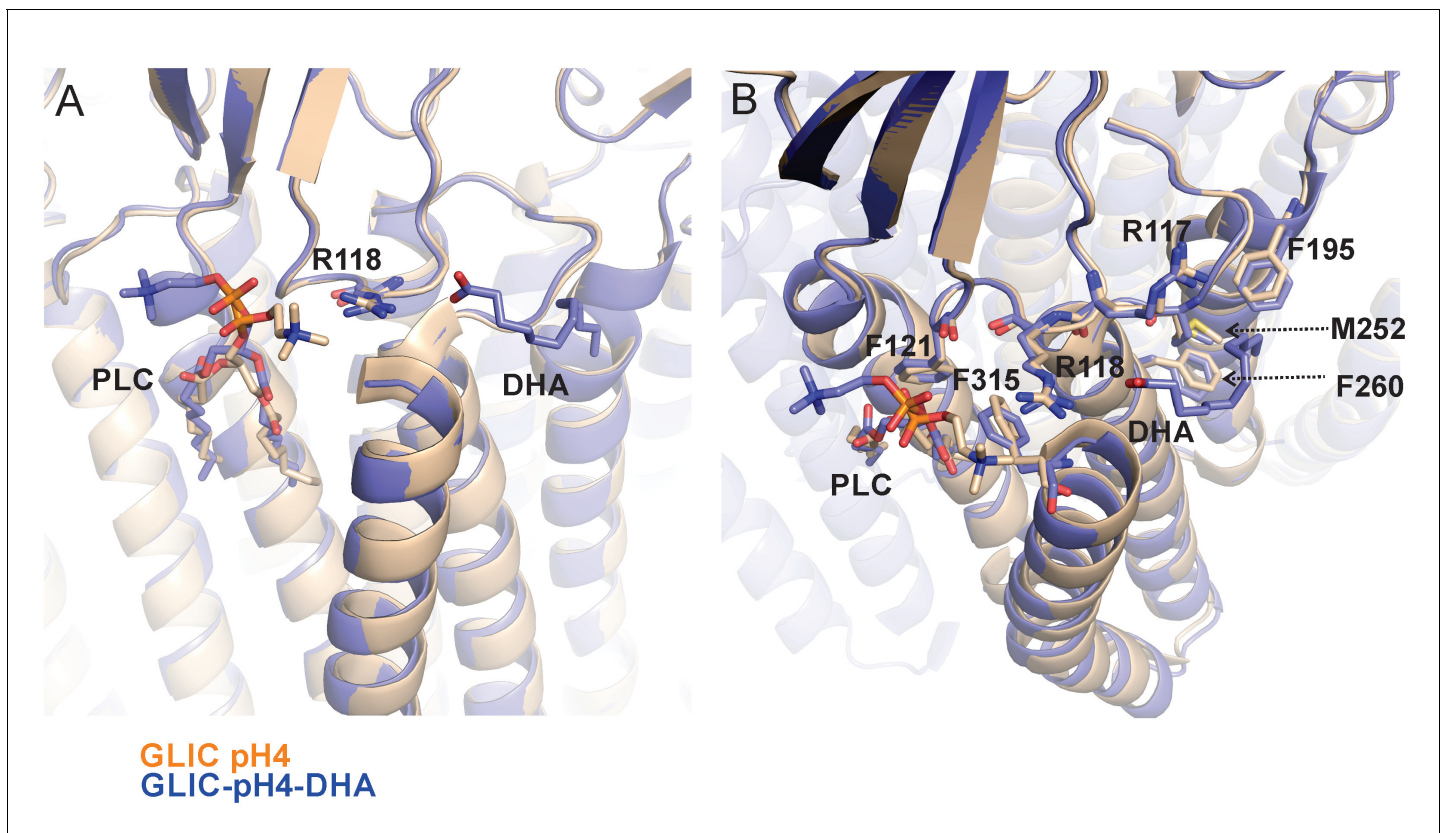 A
R118
PLC
DHA
B
R117
F195
M252
F121
F315
R118
F260
DHA
PLC
GLIC pH4
GLIC-pH4-DHA